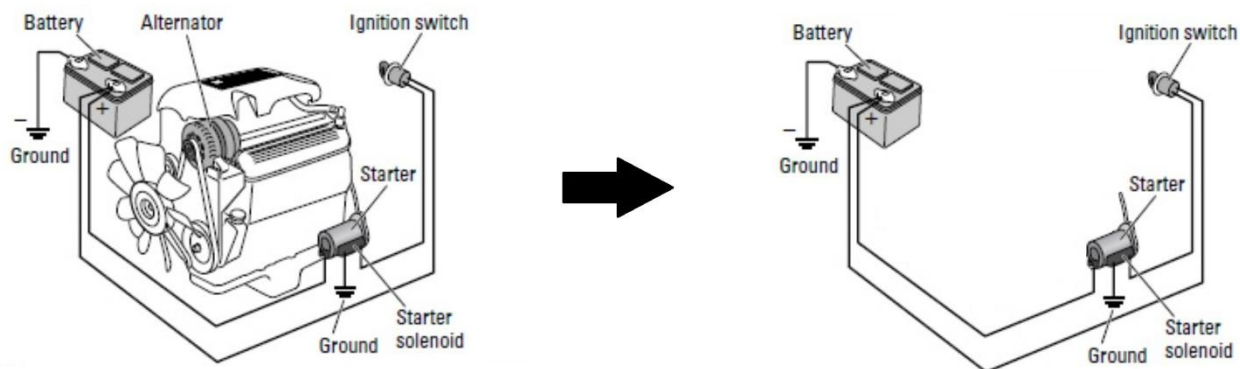 Battery
Alternator
Ignition switch
+
−
Ground
Starter
Starter
solenoid
Ground
Battery
Ignition switch
+
−
Ground
Starter
Starter
solenoid
Ground